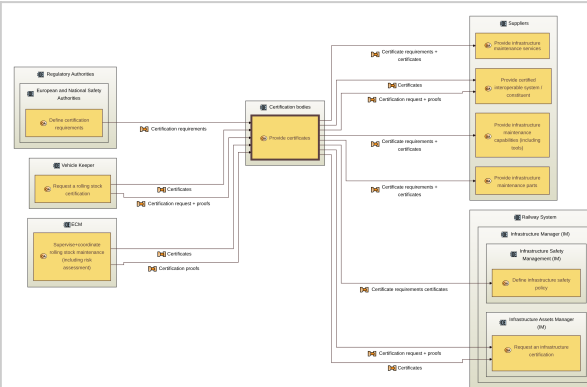 Regulatory Authorities
European and National Safety
Authorities
Define certification
requirements
Vehicle Keeper
Request a rolling stock
certification
ECM
Supervise+coordinate
rolling stock maintenance
(including risk
assessment)
Certification requirements
Certificates
Certification request + proofs
Certificates
Certification proofs
Certification bodies
Provide certificates
Certificate requirements +
certificates
Certificates
Certification request + proofs
Certificate requirements +
certificates
Certificate requirements +
certificates
Certificate requirements certificates
Certification request + proofs
Certificates
Suppliers
Provide infrastructure
maintenance services
Provide certified
interoperable system /
constituent
Provide infrastructure
maintenance
capabilities (including
tools)
Provide infrastructure
maintenance parts
Railway System
Infrastructure Manager (IM)
Infrastructure Safety
Management (IM)
Define infrastructure safety
policy
Infrastructure Assets Manager
(IM)
Request an infrastructure
certification